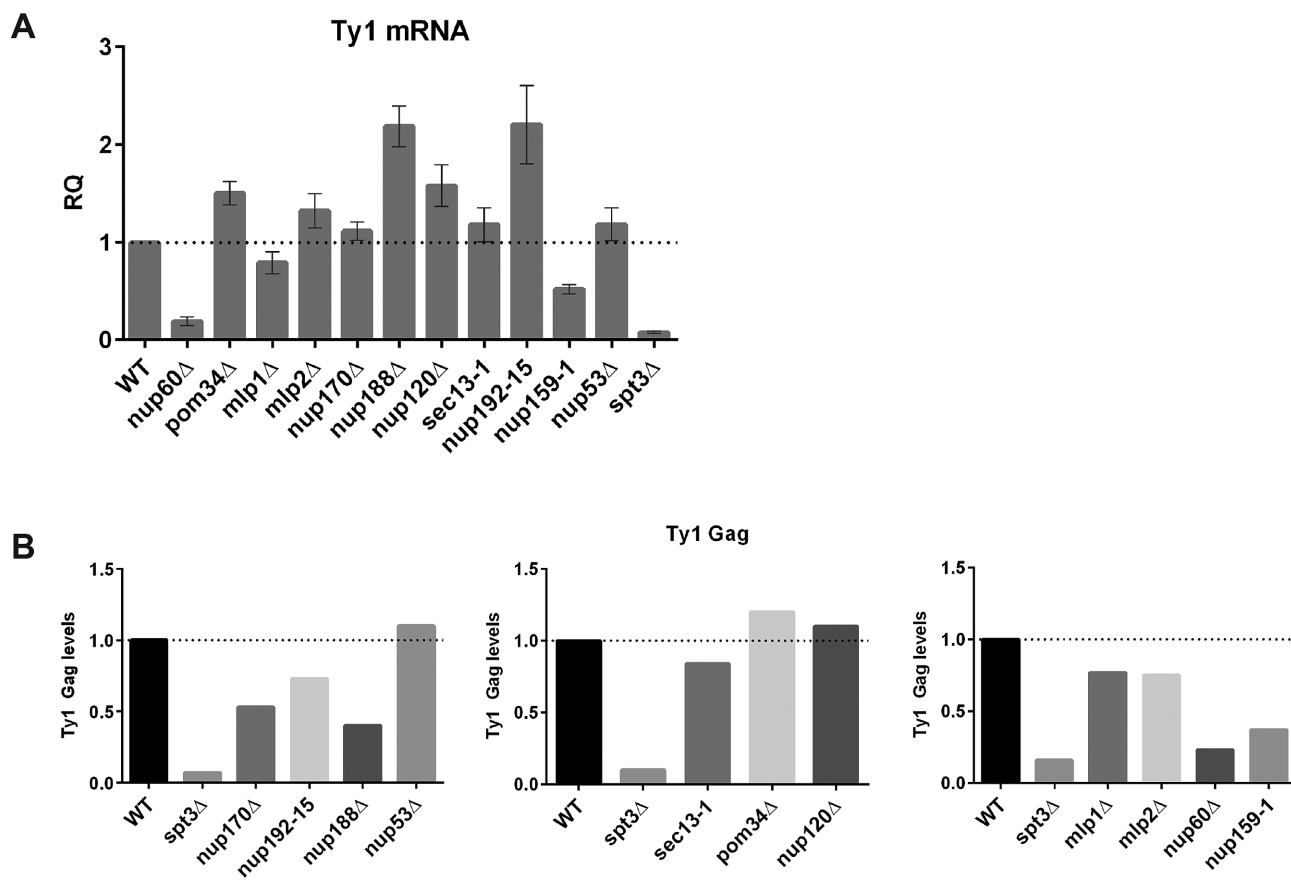 A
Ty1 mRNA
RQ
3
2
1
0
WT
nup60Δ
pom34Δ
mlp1Δ
mlp2Δ
nup170Δ
nup188Δ
nup120Δ
sec13-1
nup192-15
nup159-1
nup53Δ
spt3Δ
B
Ty1 Gag
Ty1 Gag levels
1.5
1.0
0.5
0.0
WT
spt3Δ
nup170Δ
nup192-15
nup188Δ
nup53Δ
Ty1 Gag levels
1.5
1.0
0.5
0.0
WT
spt3Δ
sec13-1
pom34Δ
nup120Δ
Ty1 Gag levels
1.5
1.0
0.5
0.0
WT
spt3Δ
mlp1Δ
mlp2Δ
nup60Δ
nup159-1